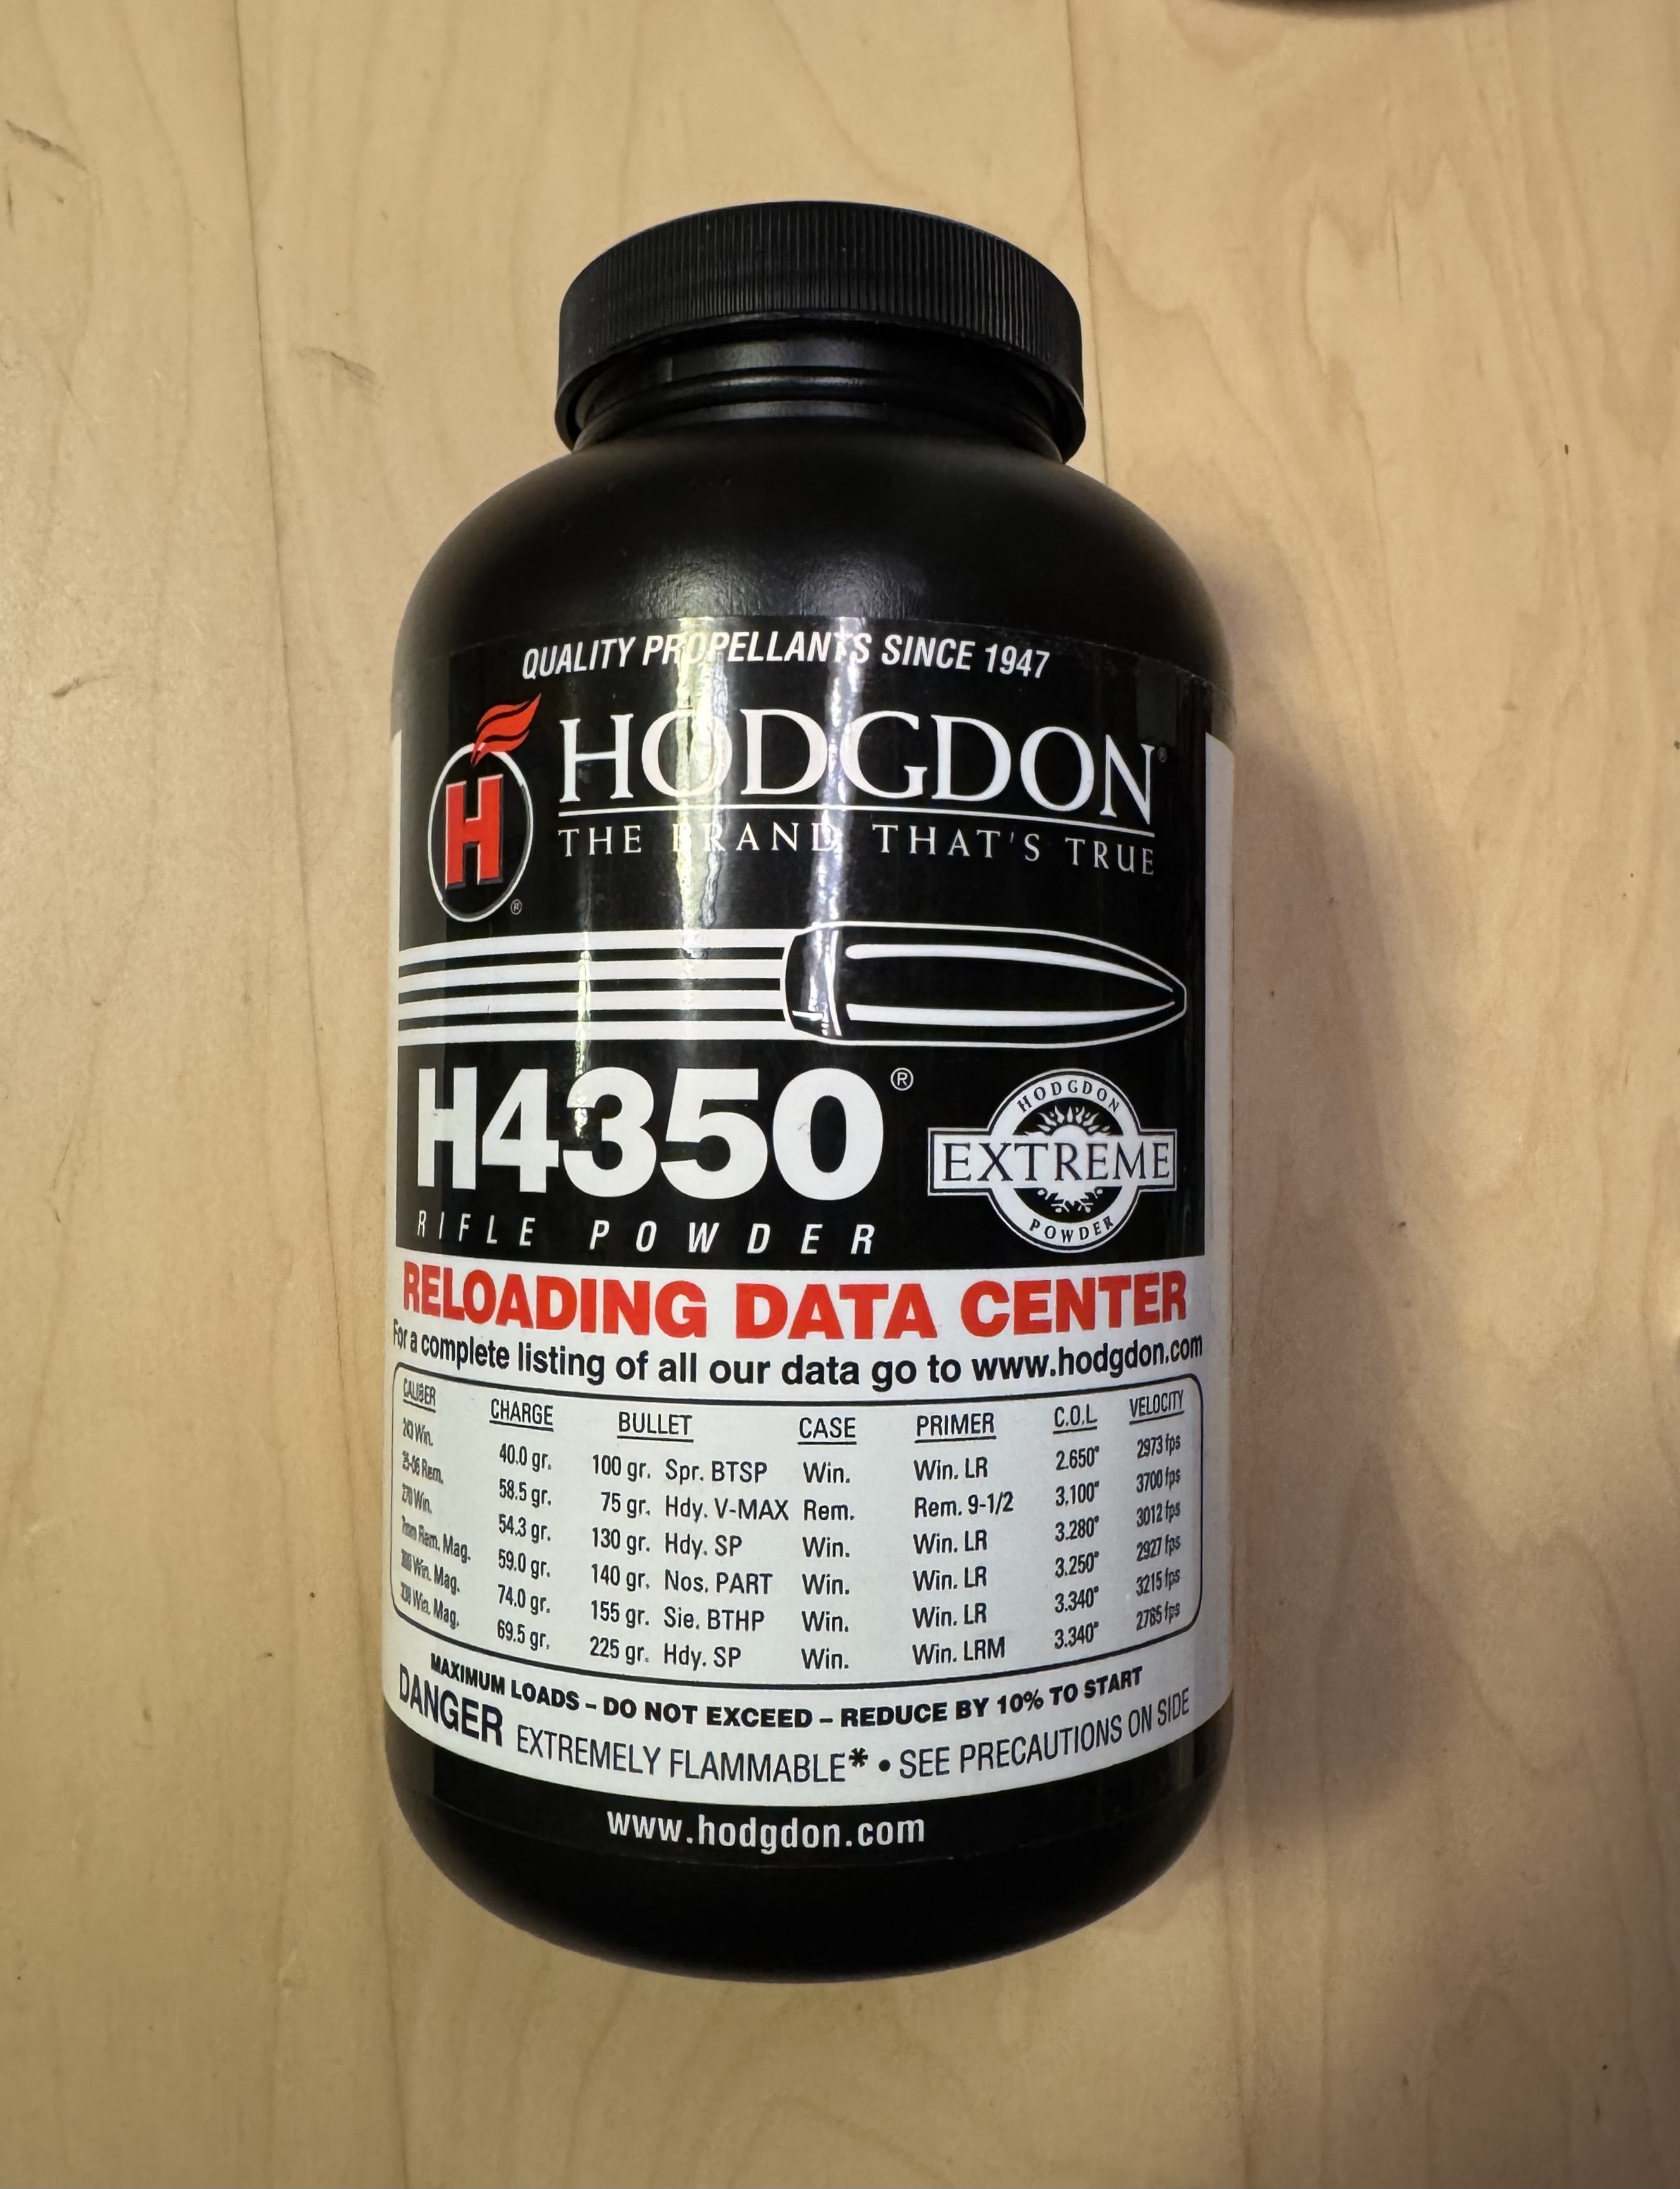 QUALITY PROPELLANTS SINCE 1947
H
®
HODGDON®
THE BRAND THAT'S TRUE
H4350®
RIFLE POWDER
HODGDON
EXTREME
POWDER
RELOADING DATA CENTER
For a complete listing of all our data go to www.hodgdon.com
CALIBER CHARGE BULLET CASE PRIMER C.O.L VELOCITY
243 Win. 40.0 gr. 100 gr. Spr. BTSP Win. Win. LR 2.650" 2973 fps
25-06 Rem. 58.5 gr. 75 gr. Hdy. V-MAX Rem. Rem. 9-1/2 3.100" 3700 fps
270 Win. 54.3 gr. 130 gr. Hdy. SP Win. Win. LR 3.280" 3012 fps
7mm Rem. Mag. 59.0 gr. 140 gr. Nos. PART Win. Win. LR 3.250" 2927 fps
Win. Mag. 74.0 gr. 155 gr. Sie. BTHP Win. Win. LR 3.340" 3215 fps
338 Win. Mag. 69.5 gr. 225 gr. Hdy. SP Win. Win. LRM 3.340" 2785 fps
MAXIMUM LOADS – DO NOT EXCEED – REDUCE BY 10% TO START
DANGER EXTREMELY FLAMMABLE* • SEE PRECAUTIONS ON SIDE
www.hodgdon.com